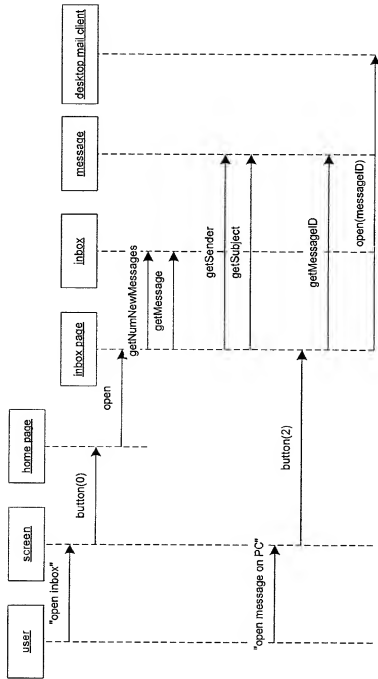 user
screen
home page
inbox page
inbox
message
desktop mail client
"open inbox"
button(0)
open
getNumNewMessages
getMessage
getSender
getSubject
"open message on PC"
button(2)
getMessageID
open(messageID)